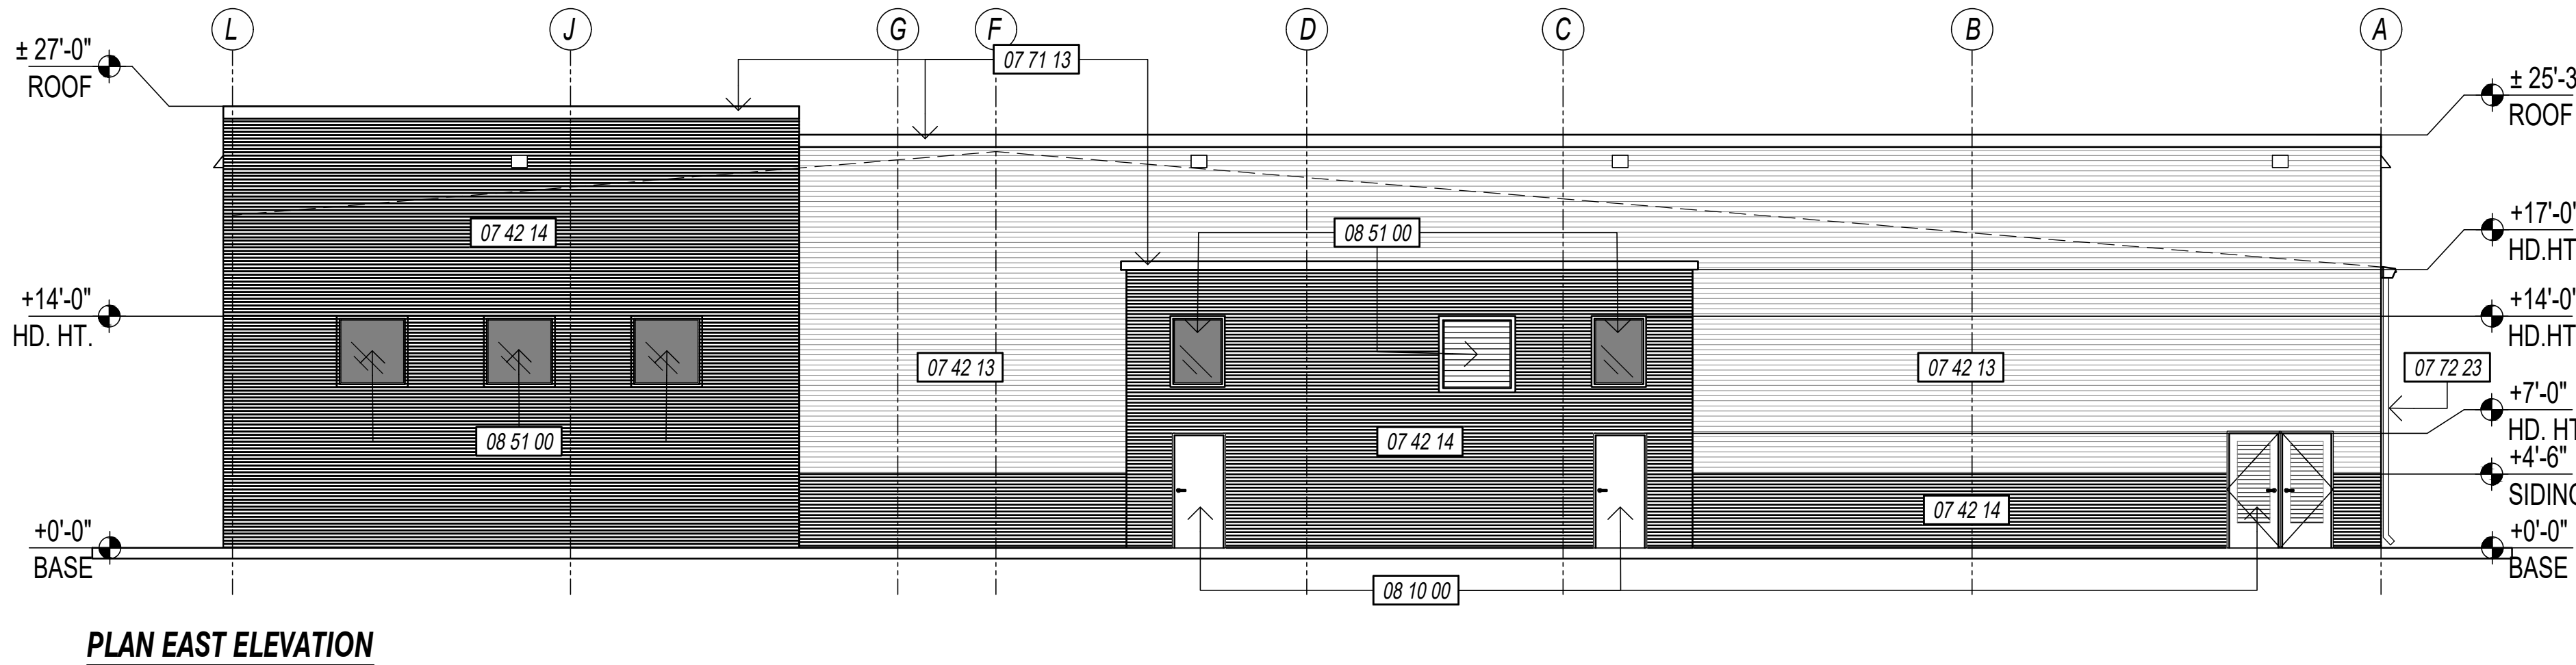 L J G F D C B A
± 27'-0"
ROOF
07 71 13
± 25'-3
ROOF
07 42 14
08 51 00
+17'-0"
HD.HT
+14'-0"
HD. HT.
+14'-0"
HD.HT
07 42 13
07 42 13
07 72 23
08 51 00
07 42 14
+7'-0"
HD. HT
+4'-6"
SIDING
07 42 14
+0'-0"
BASE
+0'-0"
BASE
08 10 00
PLAN EAST ELEVATION